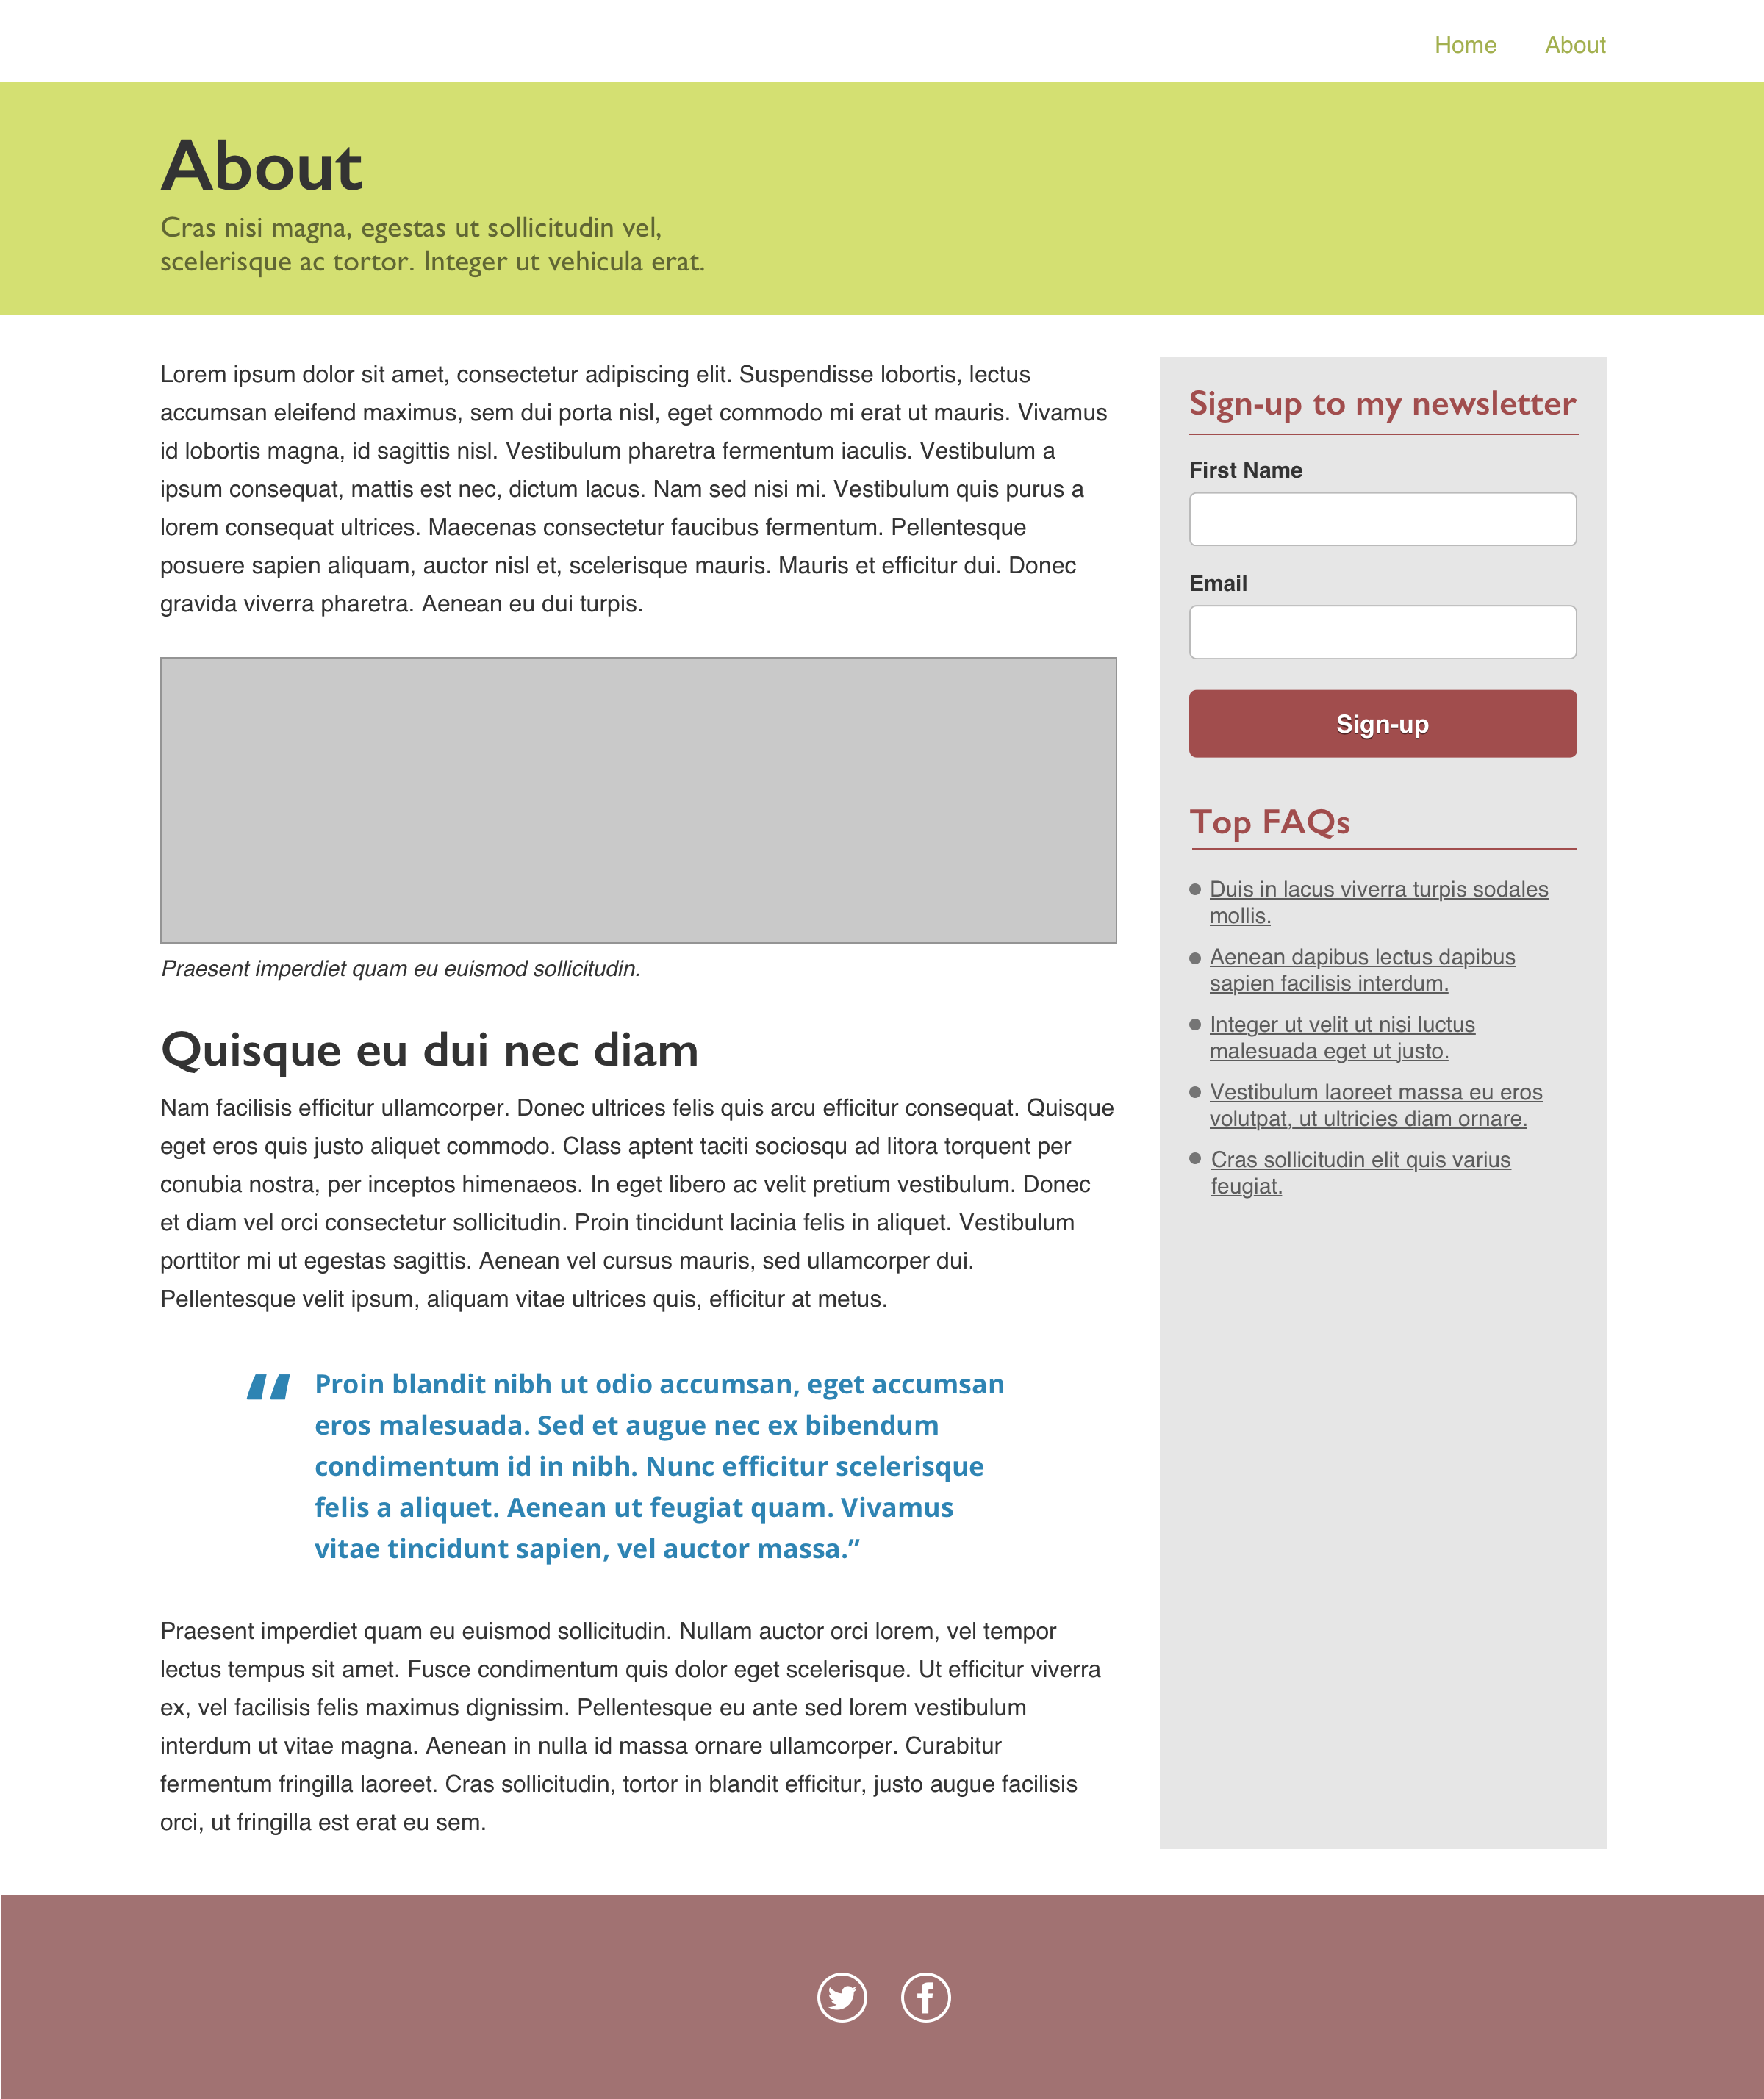 Home About
About
Cras nisi magna, egestas ut sollicitudin vel,
scelerisque ac tortor. Integer ut vehicula erat.
Lorem ipsum dolor sit amet, consectetur adipiscing elit. Suspendisse lobortis, lectus
accumsan eleifend maximus, sem dui porta nisl, eget commodo mi erat ut mauris. Vivamus
id lobortis magna, id sagittis nisl. Vestibulum pharetra fermentum iaculis. Vestibulum a
ipsum consequat, mattis est nec, dictum lacus. Nam sed nisi mi. Vestibulum quis purus a
lorem consequat ultrices. Maecenas consectetur faucibus fermentum. Pellentesque
posuere sapien aliquam, auctor nisl et, scelerisque mauris. Mauris et efficitur dui. Donec
gravida viverra pharetra. Aenean eu dui turpis.
Praesent imperdiet quam eu euismod sollicitudin.
Quisque eu dui nec diam
Nam facilisis efficitur ullamcorper. Donec ultrices felis quis arcu efficitur consequat. Quisque
eget eros quis justo aliquet commodo. Class aptent taciti sociosqu ad litora torquent per
conubia nostra, per inceptos himenaeos. In eget libero ac velit pretium vestibulum. Donec
et diam vel orci consectetur sollicitudin. Proin tincidunt lacinia felis in aliquet. Vestibulum
porttitor mi ut egestas sagittis. Aenean vel cursus mauris, sed ullamcorper dui.
Pellentesque velit ipsum, aliquam vitae ultrices quis, efficitur at metus.
“ Proin blandit nibh ut odio accumsan, eget accumsan
eros malesuada. Sed et augue nec ex bibendum
condimentum id in nibh. Nunc efficitur scelerisque
felis a aliquet. Aenean ut feugiat quam. Vivamus
vitae tincidunt sapien, vel auctor massa.”
Praesent imperdiet quam eu euismod sollicitudin. Nullam auctor orci lorem, vel tempor
lectus tempus sit amet. Fusce condimentum quis dolor eget scelerisque. Ut efficitur viverra
ex, vel facilisis felis maximus dignissim. Pellentesque eu ante sed lorem vestibulum
interdum ut vitae magna. Aenean in nulla id massa ornare ullamcorper. Curabitur
fermentum fringilla laoreet. Cras sollicitudin, tortor in blandit efficitur, justo augue facilisis
orci, ut fringilla est erat eu sem.
Sign-up to my newsletter
First Name
Email
Sign-up
Top FAQs
Duis in lacus viverra turpis sodales
mollis.
Aenean dapibus lectus dapibus
sapien facilisis interdum.
Integer ut velit ut nisi luctus
malesuada eget ut justo.
Vestibulum laoreet massa eu eros
volutpat, ut ultricies diam ornare.
Cras sollicitudin elit quis varius
feugiat.